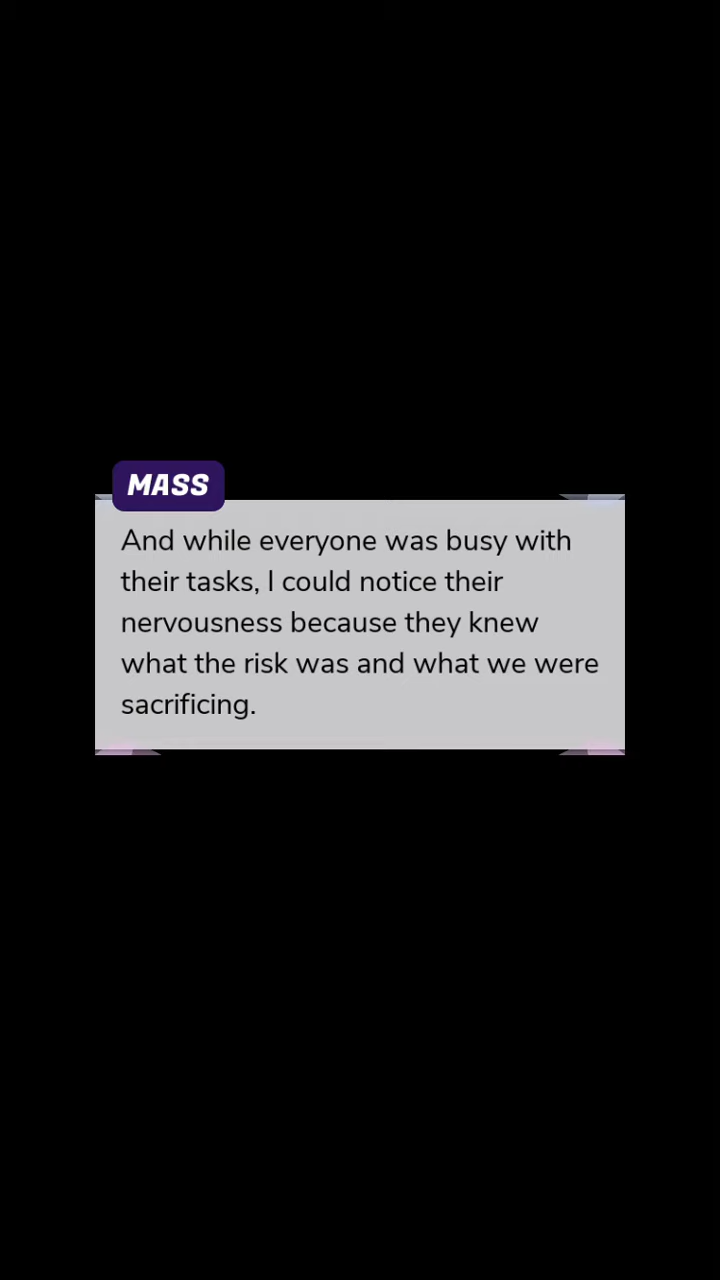 MASS
And while everyone was busy with
their tasks, I could notice their
nervousness because they knew
what the risk was and what we were
sacrificing.